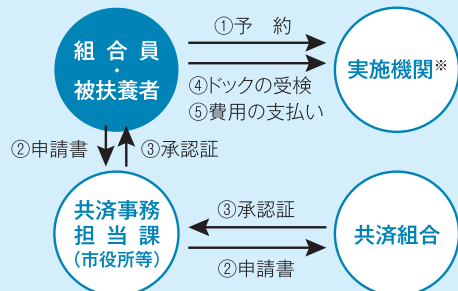 組合員
・
被扶養者
①予　約
④ドックの受検
⑤費用の支払い
実施機関※
②申請書
③承認証
共済事務
担当課
（市役所等）
③承認証
②申請書
共済組合